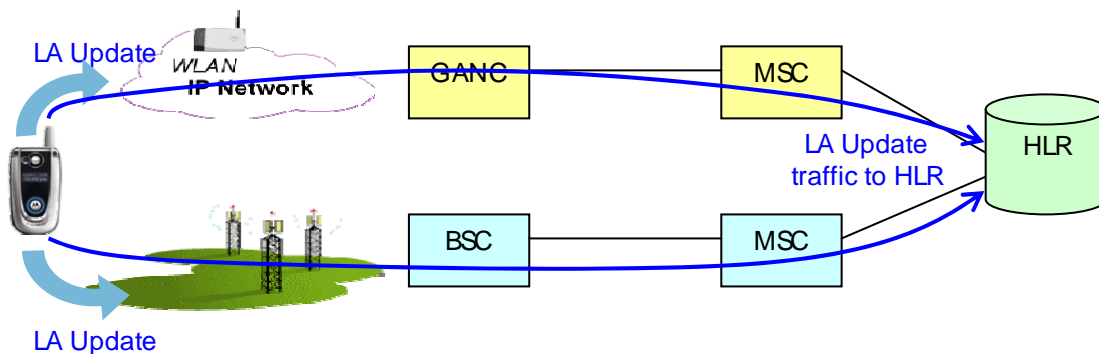 LA Update
WLAN
IP Network
GANC
MSC
LA Update
traffic to HLR
HLR
BSC
MSC
LA Update